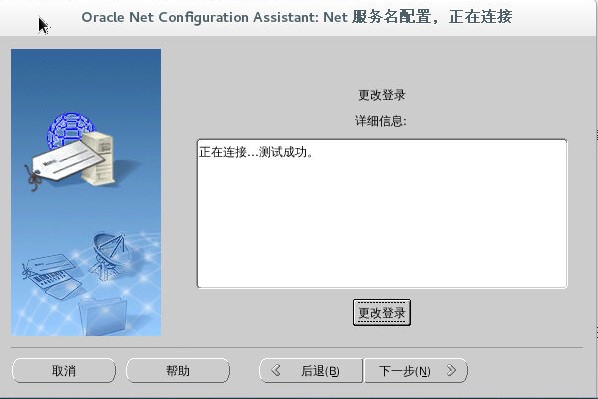 Oracle Net Configuration Assistant: Net 服务名配置，正在连接
更改登录
详细信息:
正在连接...测试成功。
更改登录
取消
帮助
后退(B)
下一步(N)